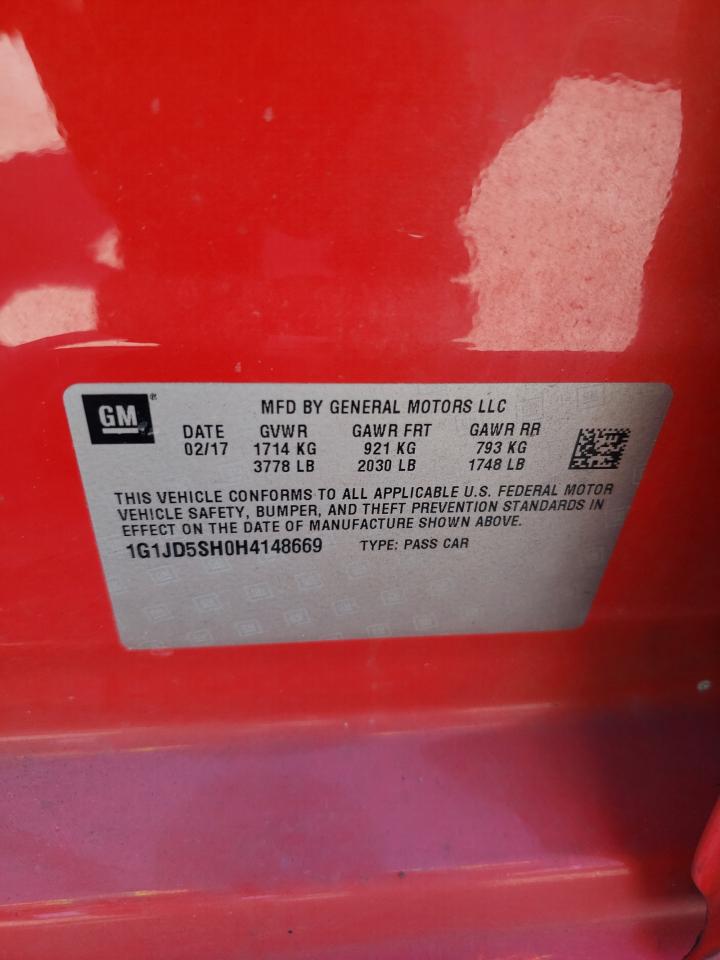 GM®
MFD BY GENERAL MOTORS LLC
DATE GVWR GAWR FRT GAWR RR
02/17 1714 KG 921 KG 793 KG
3778 LB 2030 LB 1748 LB
THIS VEHICLE CONFORMS TO ALL APPLICABLE U.S. FEDERAL MOTOR
VEHICLE SAFETY, BUMPER, AND THEFT PREVENTION STANDARDS IN
EFFECT ON THE DATE OF MANUFACTURE SHOWN ABOVE.
1G1JD5SH0H4148669 TYPE: PASS CAR